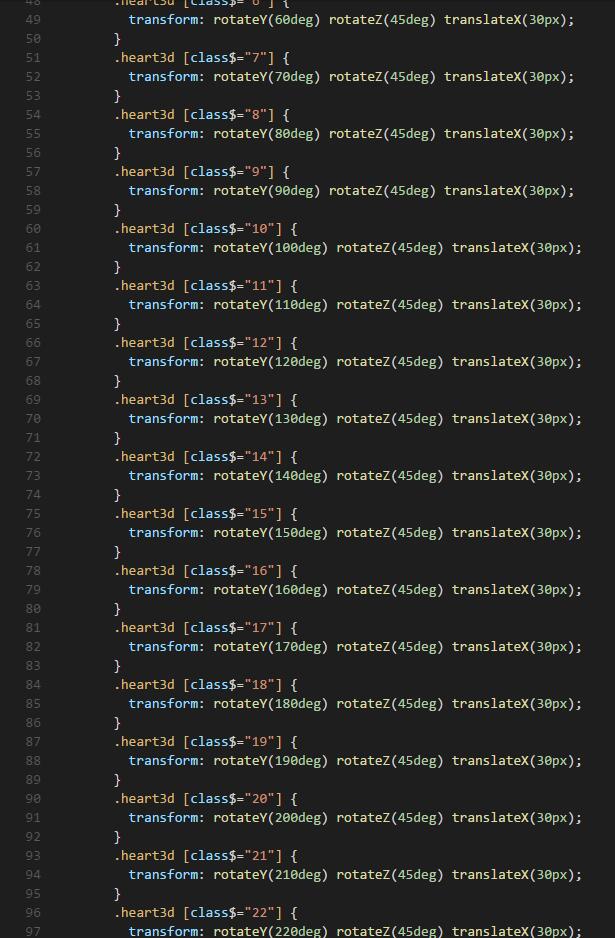 48 .heart3d [class$="6"] {
49 transform: rotateY(60deg) rotateZ(45deg) translateX(30px);
50 }
51 .heart3d [class$="7"] {
52 transform: rotateY(70deg) rotateZ(45deg) translateX(30px);
53 }
54 .heart3d [class$="8"] {
55 transform: rotateY(80deg) rotateZ(45deg) translateX(30px);
56 }
57 .heart3d [class$="9"] {
58 transform: rotateY(90deg) rotateZ(45deg) translateX(30px);
59 }
60 .heart3d [class$="10"] {
61 transform: rotateY(100deg) rotateZ(45deg) translateX(30px);
62 }
63 .heart3d [class$="11"] {
64 transform: rotateY(110deg) rotateZ(45deg) translateX(30px);
65 }
66 .heart3d [class$="12"] {
67 transform: rotateY(120deg) rotateZ(45deg) translateX(30px);
68 }
69 .heart3d [class$="13"] {
70 transform: rotateY(130deg) rotateZ(45deg) translateX(30px);
71 }
72 .heart3d [class$="14"] {
73 transform: rotateY(140deg) rotateZ(45deg) translateX(30px);
74 }
75 .heart3d [class$="15"] {
76 transform: rotateY(150deg) rotateZ(45deg) translateX(30px);
77 }
78 .heart3d [class$="16"] {
79 transform: rotateY(160deg) rotateZ(45deg) translateX(30px);
80 }
81 .heart3d [class$="17"] {
82 transform: rotateY(170deg) rotateZ(45deg) translateX(30px);
83 }
84 .heart3d [class$="18"] {
85 transform: rotateY(180deg) rotateZ(45deg) translateX(30px);
86 }
87 .heart3d [class$="19"] {
88 transform: rotateY(190deg) rotateZ(45deg) translateX(30px);
89 }
90 .heart3d [class$="20"] {
91 transform: rotateY(200deg) rotateZ(45deg) translateX(30px);
92 }
93 .heart3d [class$="21"] {
94 transform: rotateY(210deg) rotateZ(45deg) translateX(30px);
95 }
96 .heart3d [class$="22"] {
97 transform: rotateY(220deg) rotateZ(45deg) translateX(30px);